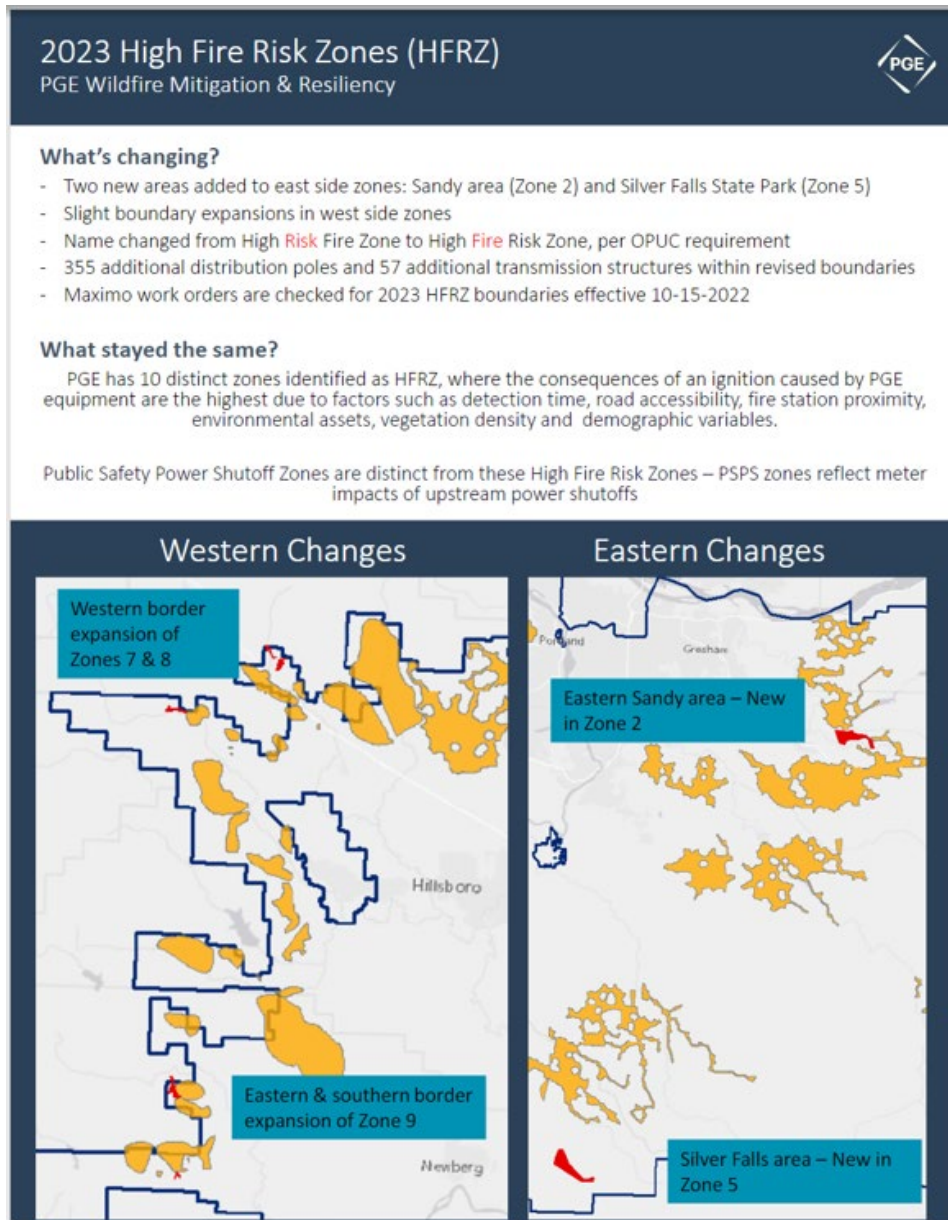 2023 High Fire Risk Zones (HFRZ)
PGE Wildfire Mitigation & Resiliency
PGE
What's changing?
- Two new areas added to east side zones: Sandy area (Zone 2) and Silver Falls State Park (Zone 5)
- Slight boundary expansions in west side zones
- Name changed from High Risk Fire Zone to High Fire Risk Zone, per OPUC requirement
- 355 additional distribution poles and 57 additional transmission structures within revised boundaries
- Maximo work orders are checked for 2023 HFRZ boundaries effective 10-15-2022
What stayed the same?
PGE has 10 distinct zones identified as HFRZ, where the consequences of an ignition caused by PGE
equipment are the highest due to factors such as detection time, road accessibility, fire station proximity,
environmental assets, vegetation density and demographic variables.
Public Safety Power Shutoff Zones are distinct from these High Fire Risk Zones – PSPS zones reflect meter
impacts of upstream power shutoffs
Western Changes
Western border
expansion of
Zones 7 & 8
Hillsboro
Eastern & southern border
expansion of Zone 9
Newberg
Eastern Changes
Portland
Gresham
Eastern Sandy area – New
in Zone 2
Silver Falls area – New in
Zone 5